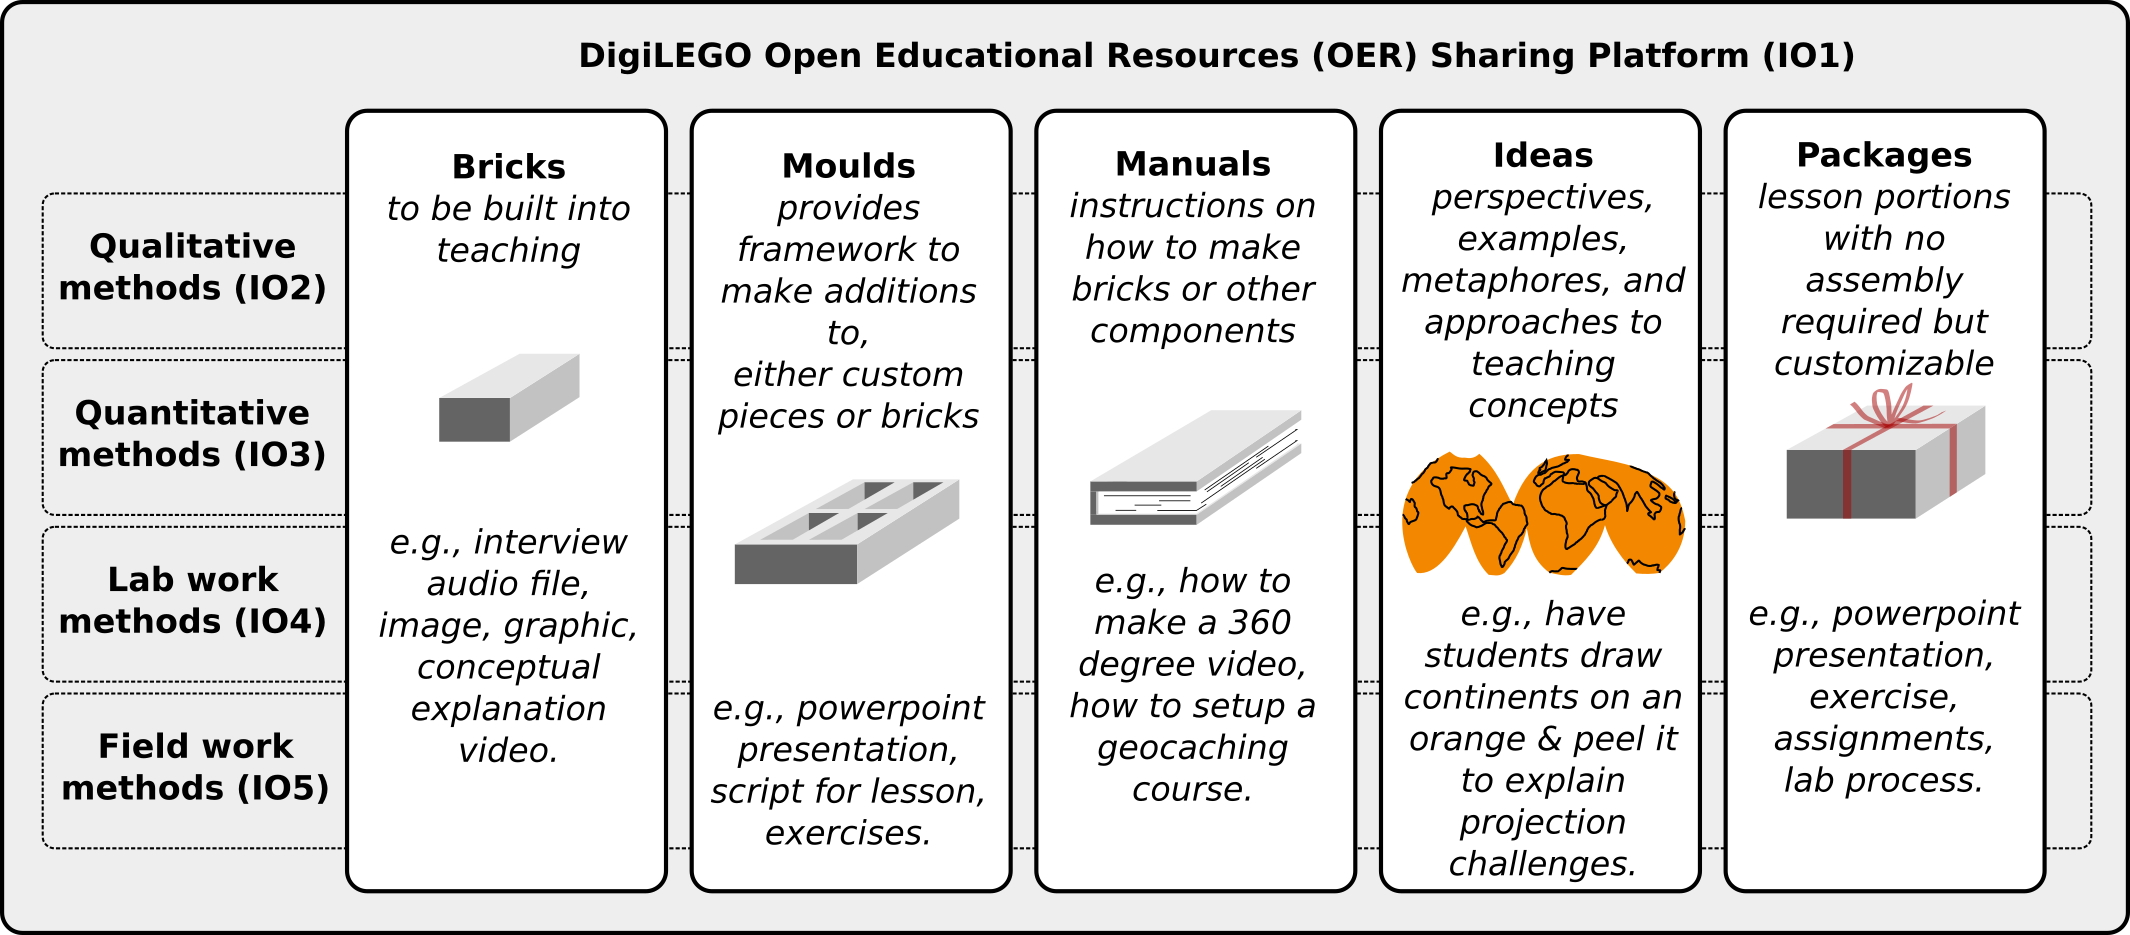 DigiLEGO Open Educational Resources (OER) Sharing Platform (IO1)
Qualitative
methods (IO2)
Quantitative
methods (IO3)
Lab work
methods (IO4)
Field work
methods (IO5)
Bricks
to be built into
teaching
e.g., interview
audio file,
image, graphic,
conceptual
explanation
video.
Moulds
provides
framework to
make additions
to,
either custom
pieces or bricks
e.g., powerpoint
presentation,
script for lesson,
exercises.
Manuals
instructions on
how to make
bricks or other
components
e.g., how to
make a 360
degree video,
how to setup a
geocaching
course.
Ideas
perspectives,
examples,
metaphores, and
approaches to
teaching
concepts
e.g., have
students draw
continents on an
orange & peel it
to explain
projection
challenges.
Packages
lesson portions
with no
assembly
required but
customizable
e.g., powerpoint
presentation,
exercise,
assignments,
lab process.